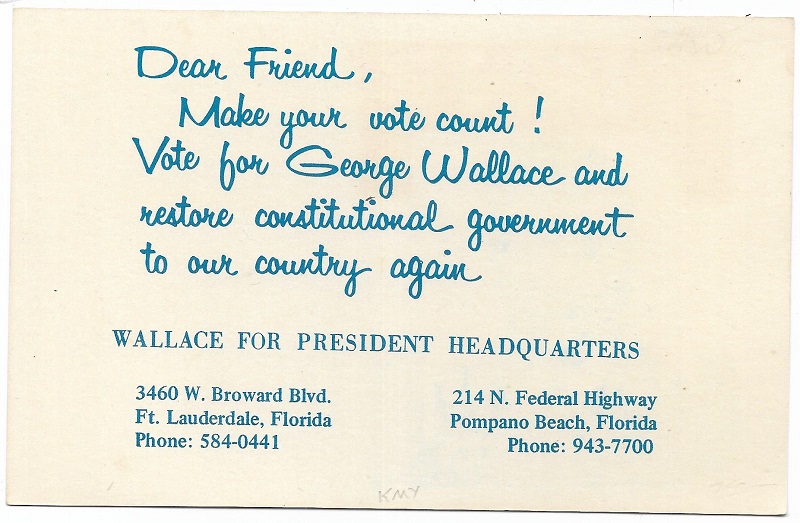 Dear Friend,
Make your vote count!
Vote for George Wallace and
restore constitutional government
to our country again
WALLACE FOR PRESIDENT HEADQUARTERS
3460 W. Broward Blvd.
Ft. Lauderdale, Florida
Phone: 584-0441
214 N. Federal Highway
Pompano Beach, Florida
Phone: 943-7700
KMY